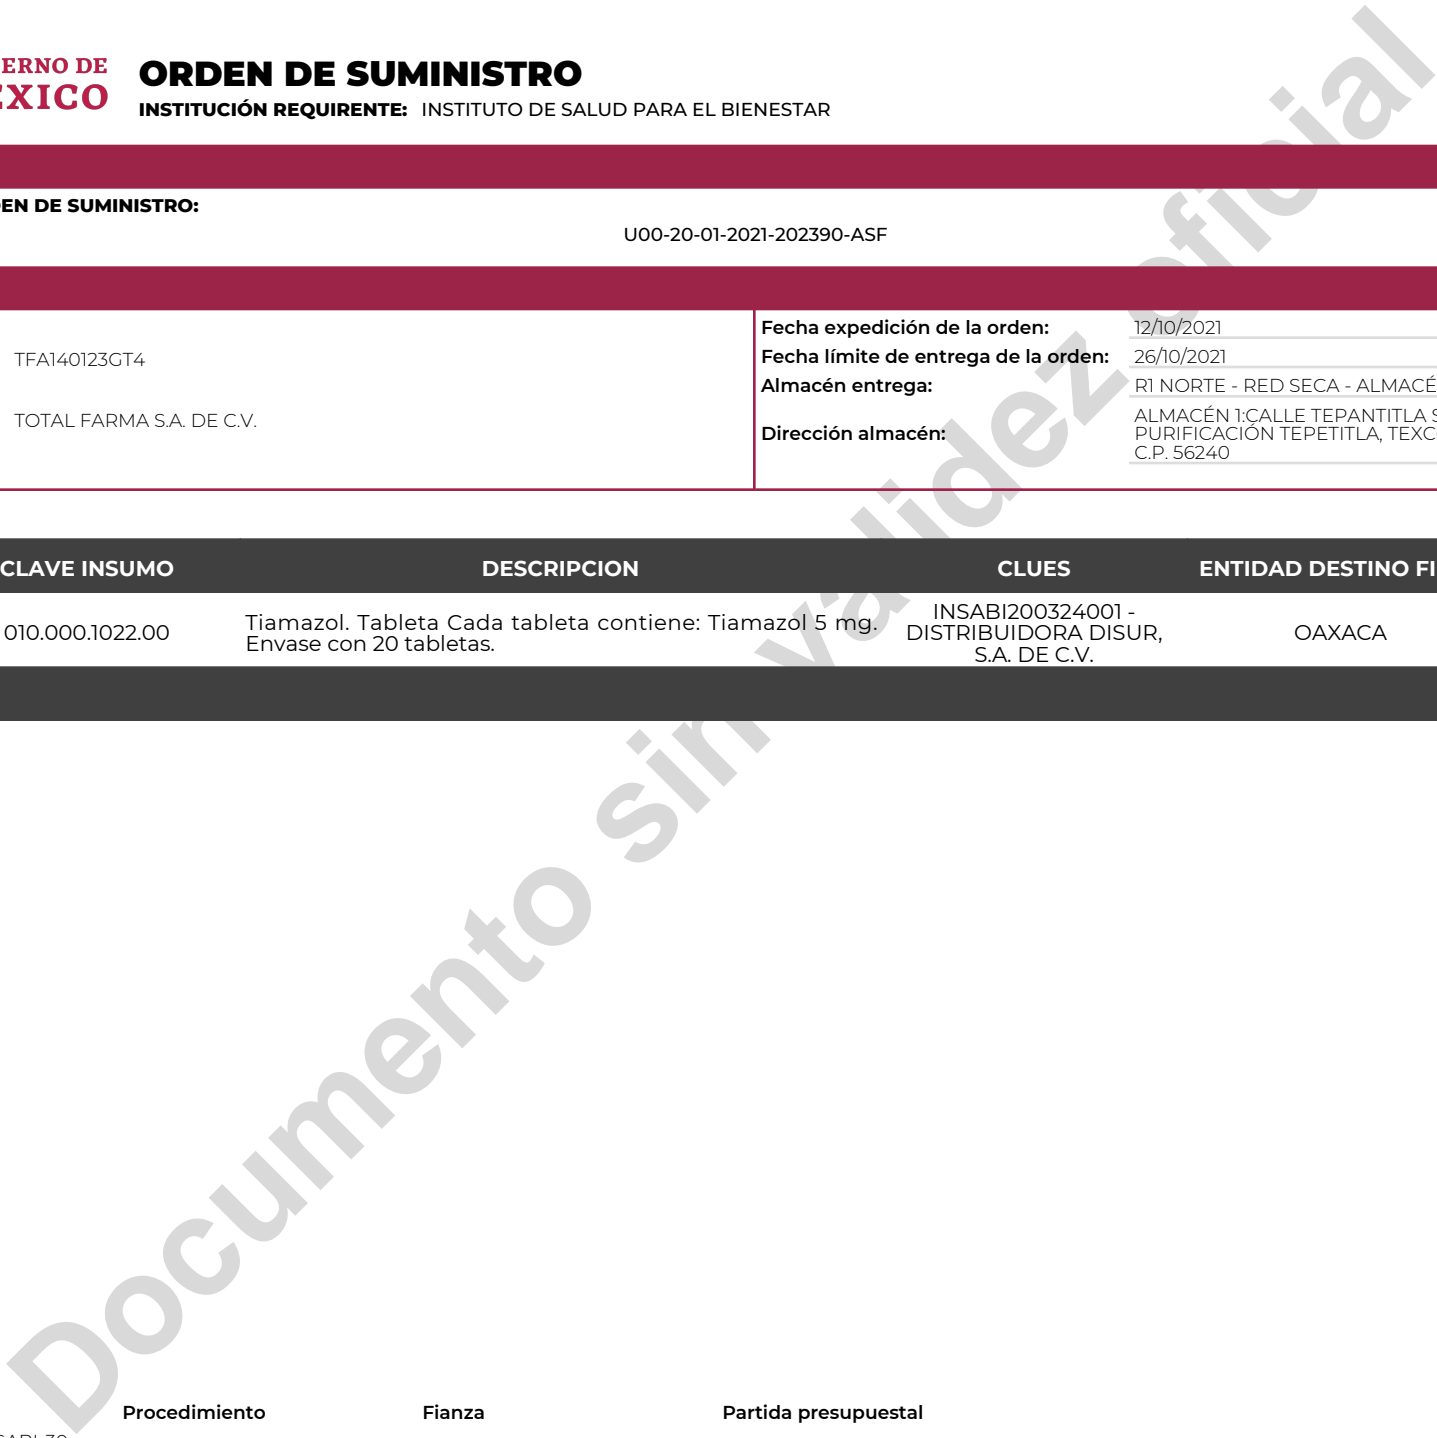 ERNO DE
ORDEN DE SUMINISTRO
EXICO
INSTITUCIÓN REQUIRENTE: INSTITUTO DE SALUD PARA EL BIENESTAR
EN DE SUMINISTRO:
U00-20-01-2021-202390-ASF
TFA140123GT4
TOTAL FARMA S.A. DE C.V.
Fecha expedición de la orden: 12/10/2021
Fecha límite de entrega de la orden: 26/10/2021
Almacén entrega: R1 NORTE - RED SECA - ALMACÉ
Dirección almacén: ALMACÉN 1:CALLE TEPANTITLA S
PURIFICACIÓN TEPETITLA, TEXC
C.P. 56240
CLAVE INSUMO DESCRIPCION CLUES ENTIDAD DESTINO FI
010.000.1022.00
Tiamazol. Tableta Cada tableta contiene: Tiamazol 5 mg.
Envase con 20 tabletas.
INSABI200324001 -
DISTRIBUIDORA DISUR,
S.A. DE C.V.
OAXACA
Documento sin validez oficial
Procedimiento Fianza Partida presupuestal